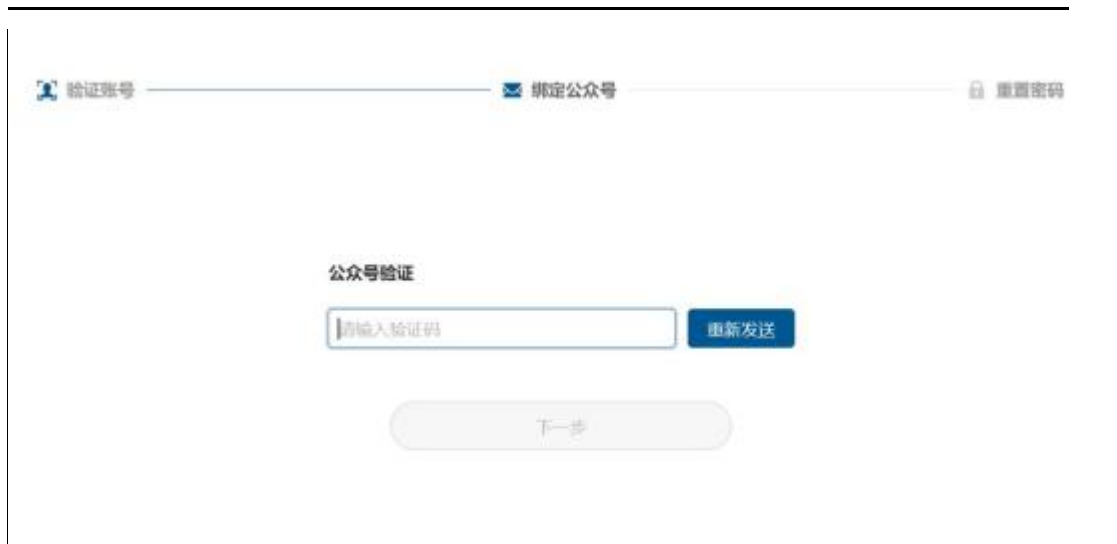 验证账号
绑定公众号
重置密码
公众号验证
请输入验证码
重新发送
下一步